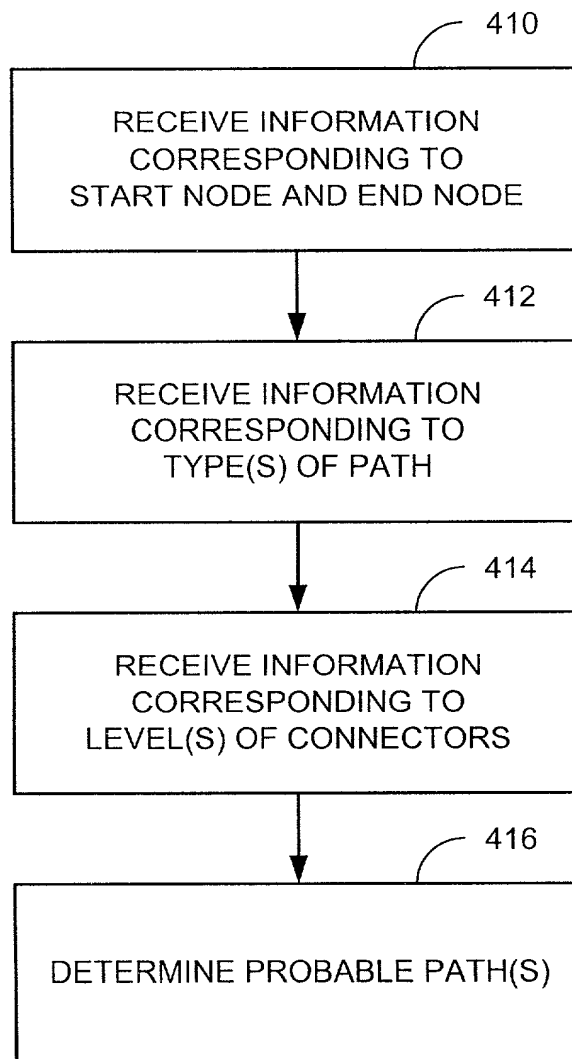 410
RECEIVE INFORMATION
CORRESPONDING TO
START NODE AND END NODE
412
RECEIVE INFORMATION
CORRESPONDING TO
TYPE(S) OF PATH
414
RECEIVE INFORMATION
CORRESPONDING TO
LEVEL(S) OF CONNECTORS
416
DETERMINE PROBABLE PATH(S)